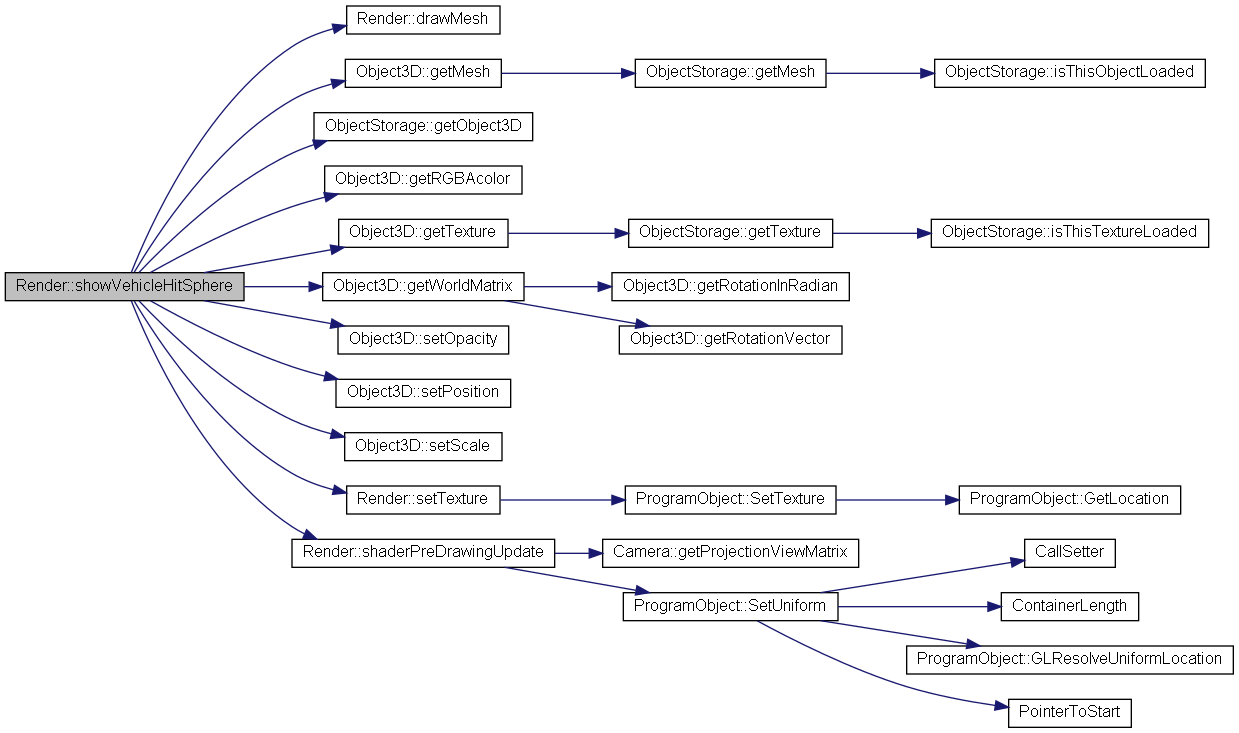 Render::drawMesh
Object3D::getMesh
ObjectStorage::getMesh
ObjectStorage::isThisObjectLoaded
ObjectStorage::getObject3D
Object3D::getRGBAcolor
Object3D::getTexture
ObjectStorage::getTexture
ObjectStorage::isThisTextureLoaded
Render::showVehicleHitSphere
Object3D::getWorldMatrix
Object3D::getRotationInRadian
Object3D::setOpacity
Object3D::getRotationVector
Object3D::setPosition
Object3D::setScale
Render::setTexture
ProgramObject::SetTexture
ProgramObject::GetLocation
Render::shaderPreDrawingUpdate
Camera::getProjectionViewMatrix
CallSetter
ProgramObject::SetUniform
ContainerLength
ProgramObject::GLResolveUniformLocation
PointerToStart